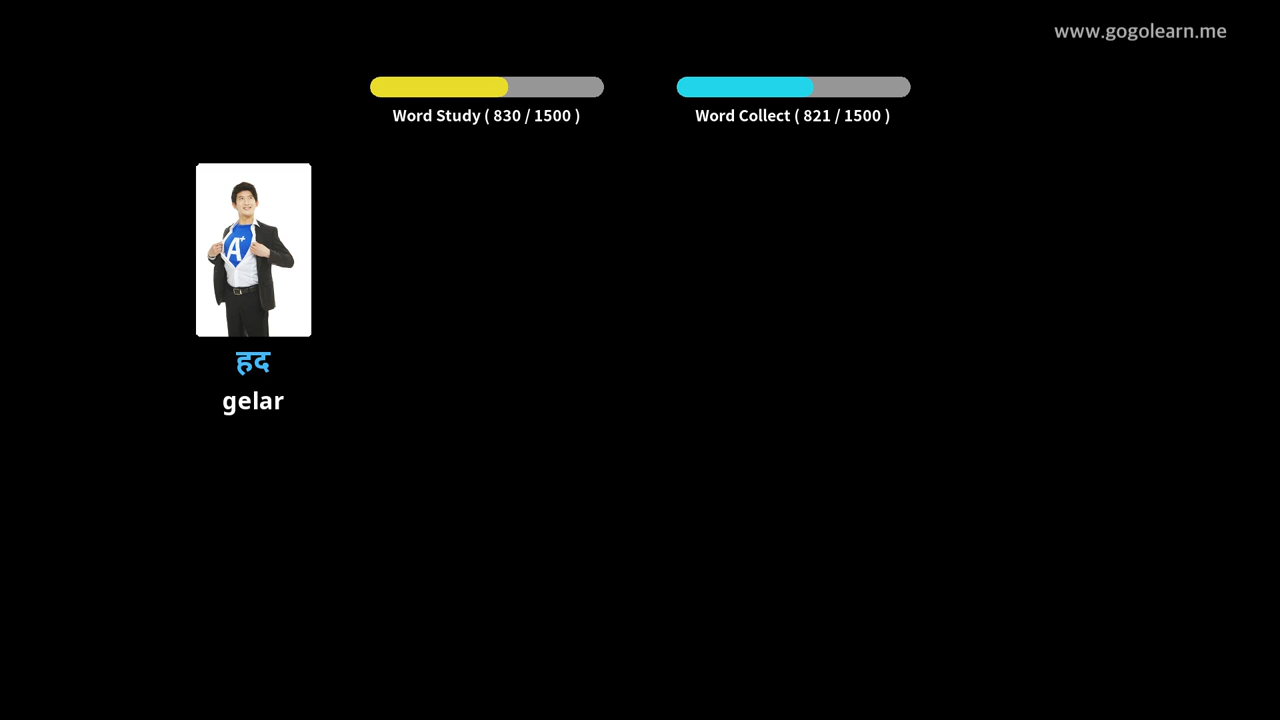 www.gogolearn.me
Word Study ( 830 / 1500 )
Word Collect ( 821 / 1500 )
A+
हद
gelar